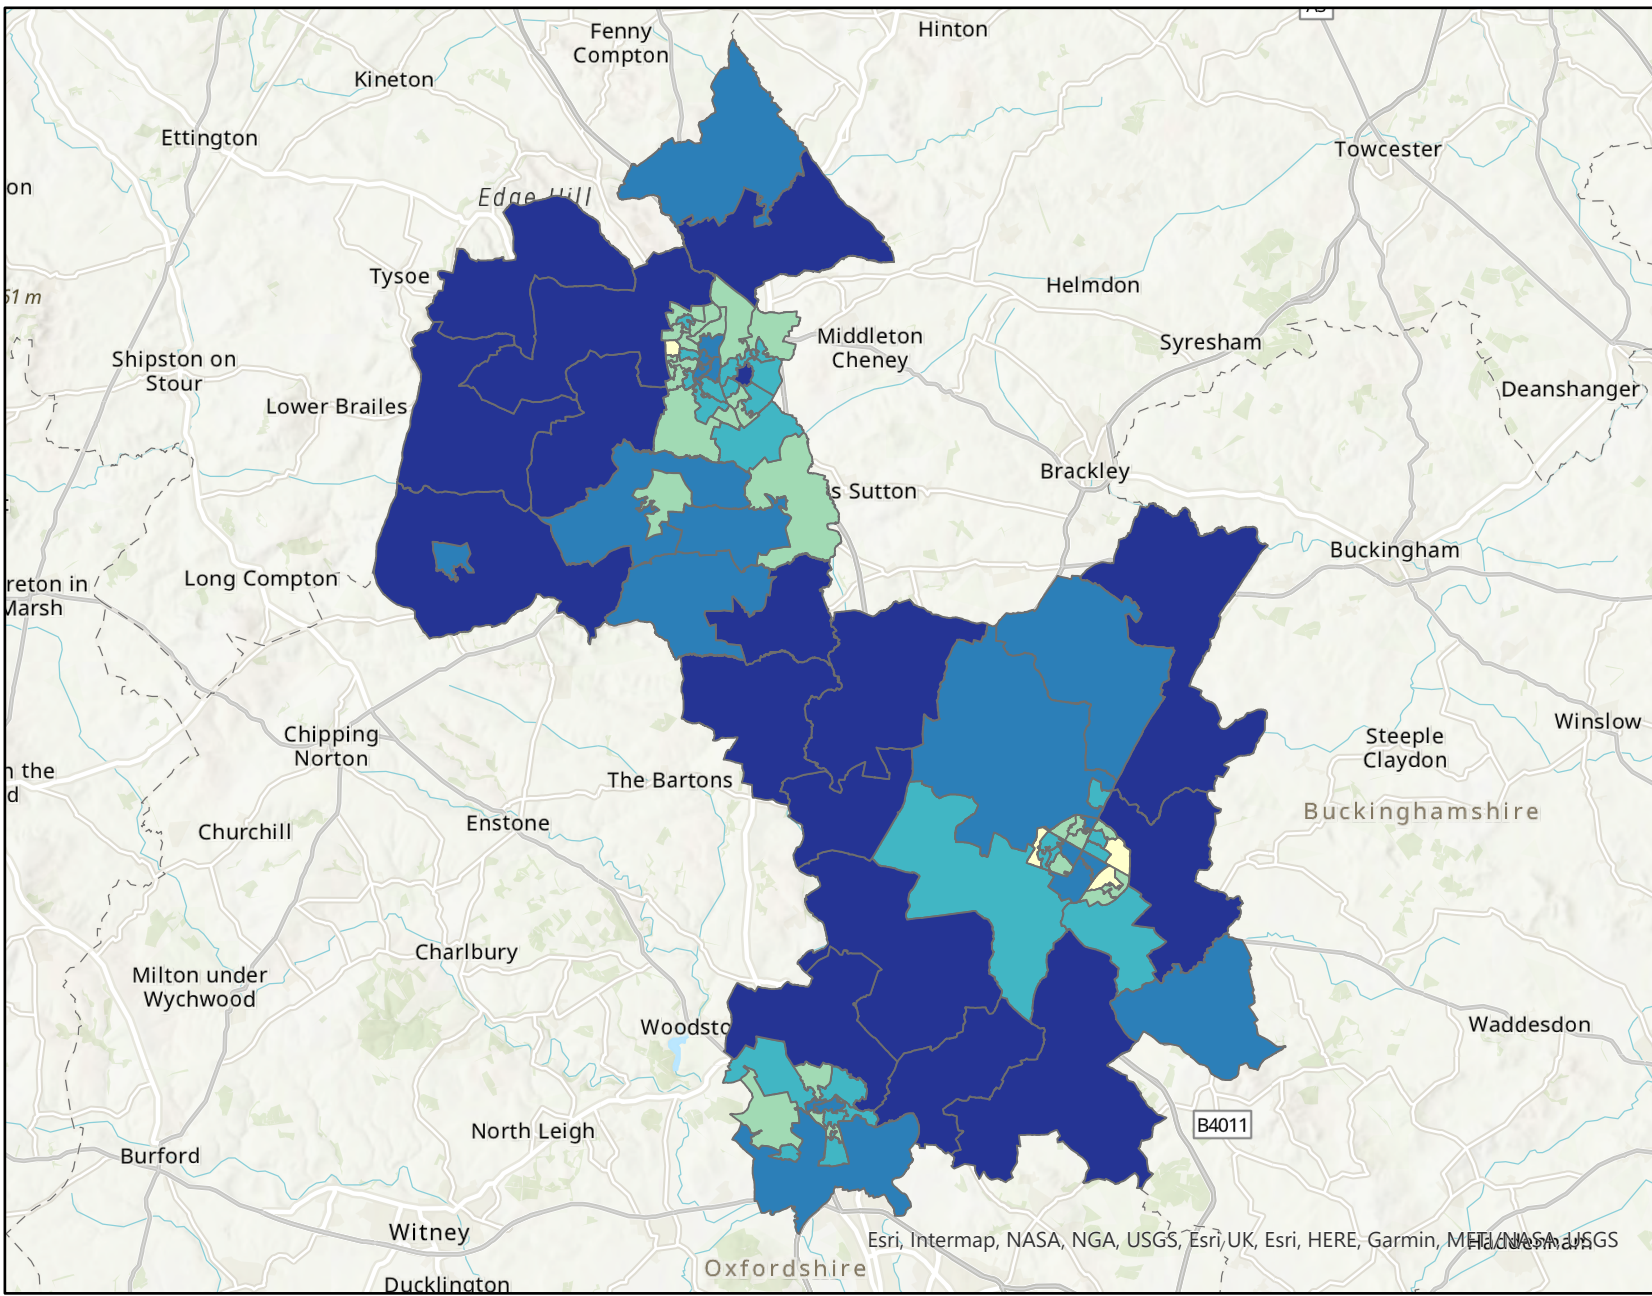 A5
Hinton
Fenny
Compton
Kineton
Ettington
Towcester
on
Edge Hill
Tysoe
Helmdon
51 m
Middleton
Cheney
Syresham
Shipston on
Stour
Deanshanger
Lower Brailes
Brackley
s Sutton
Buckingham
reton in
Marsh
Long Compton
Winslow
Steeple
Claydon
Chipping
Norton
n the
d
The Bartons
Buckinghamshire
Enstone
Churchill
Charlbury
Milton under
Wychwood
Woodsto
Waddesdon
B4011
North Leigh
Burford
Witney
Esri, Intermap, NASA, NGA, USGS, Esri UK, Esri, HERE, Garmin, METI/NASA, USGS
Haddenham
Oxfordshire
Ducklington